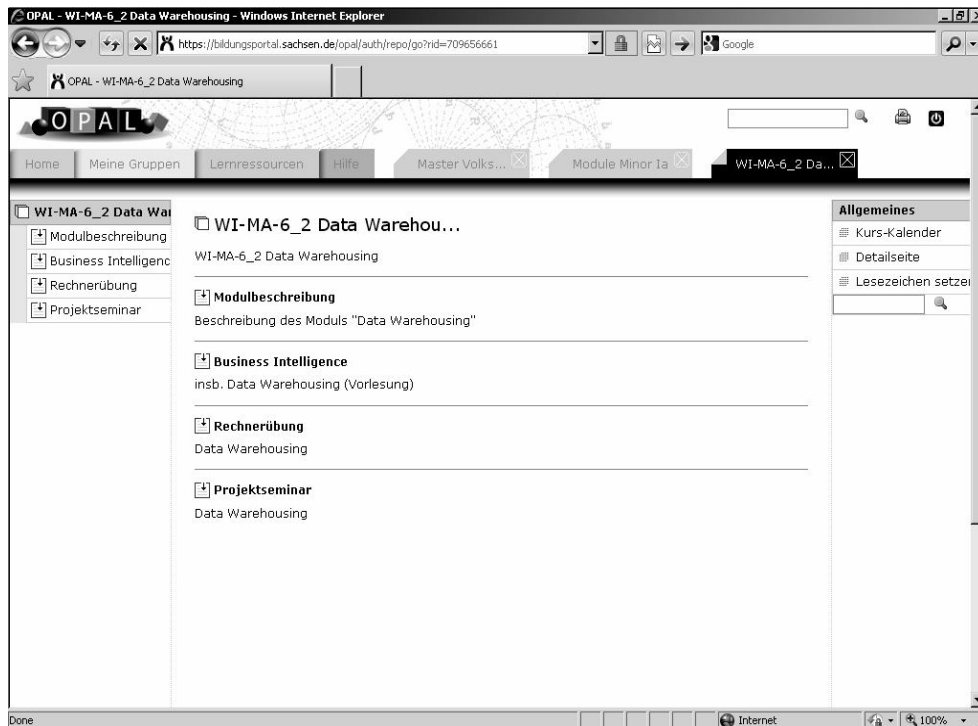 OPAL - WI-MA-6_2 Data Warehousing - Windows Internet Explorer
https://bildungsportal.sachsen.de/opal/auth/repo/go?rid=709656661
Google
OPAL - WI-MA-6_2 Data Warehousing
OPAL
Home Meine Gruppen Lernressourcen Hilfe Master Volks... Module Minor Ia WI-MA-6_2 Da...
WI-MA-6_2 Data War
Modulbeschreibung
Business Intelligenc
Rechnerübung
Projektseminar
WI-MA-6_2 Data Warehou...
WI-MA-6_2 Data Warehousing
Modulbeschreibung
Beschreibung des Moduls "Data Warehousing"
Business Intelligence
insb. Data Warehousing (Vorlesung)
Rechnerübung
Data Warehousing
Projektseminar
Data Warehousing
Allgemeines
Kurs-Kalender
Detailseite
Lesezeichen setzen
Done
Internet
100%